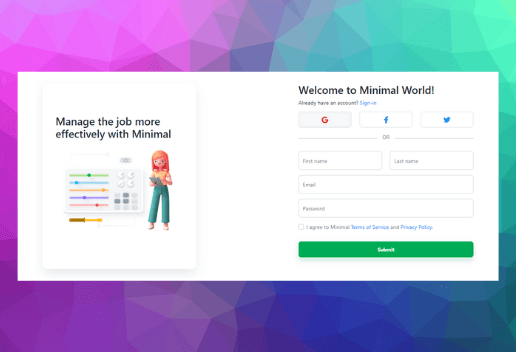 Manage the job more
effectively with Minimal
Welcome to Minimal World!
Already have an account? Sign-in
G
f
OR
First name
Last name
Email
Password
I agree to Minimal Terms of Service and Privacy Policy.
Submit